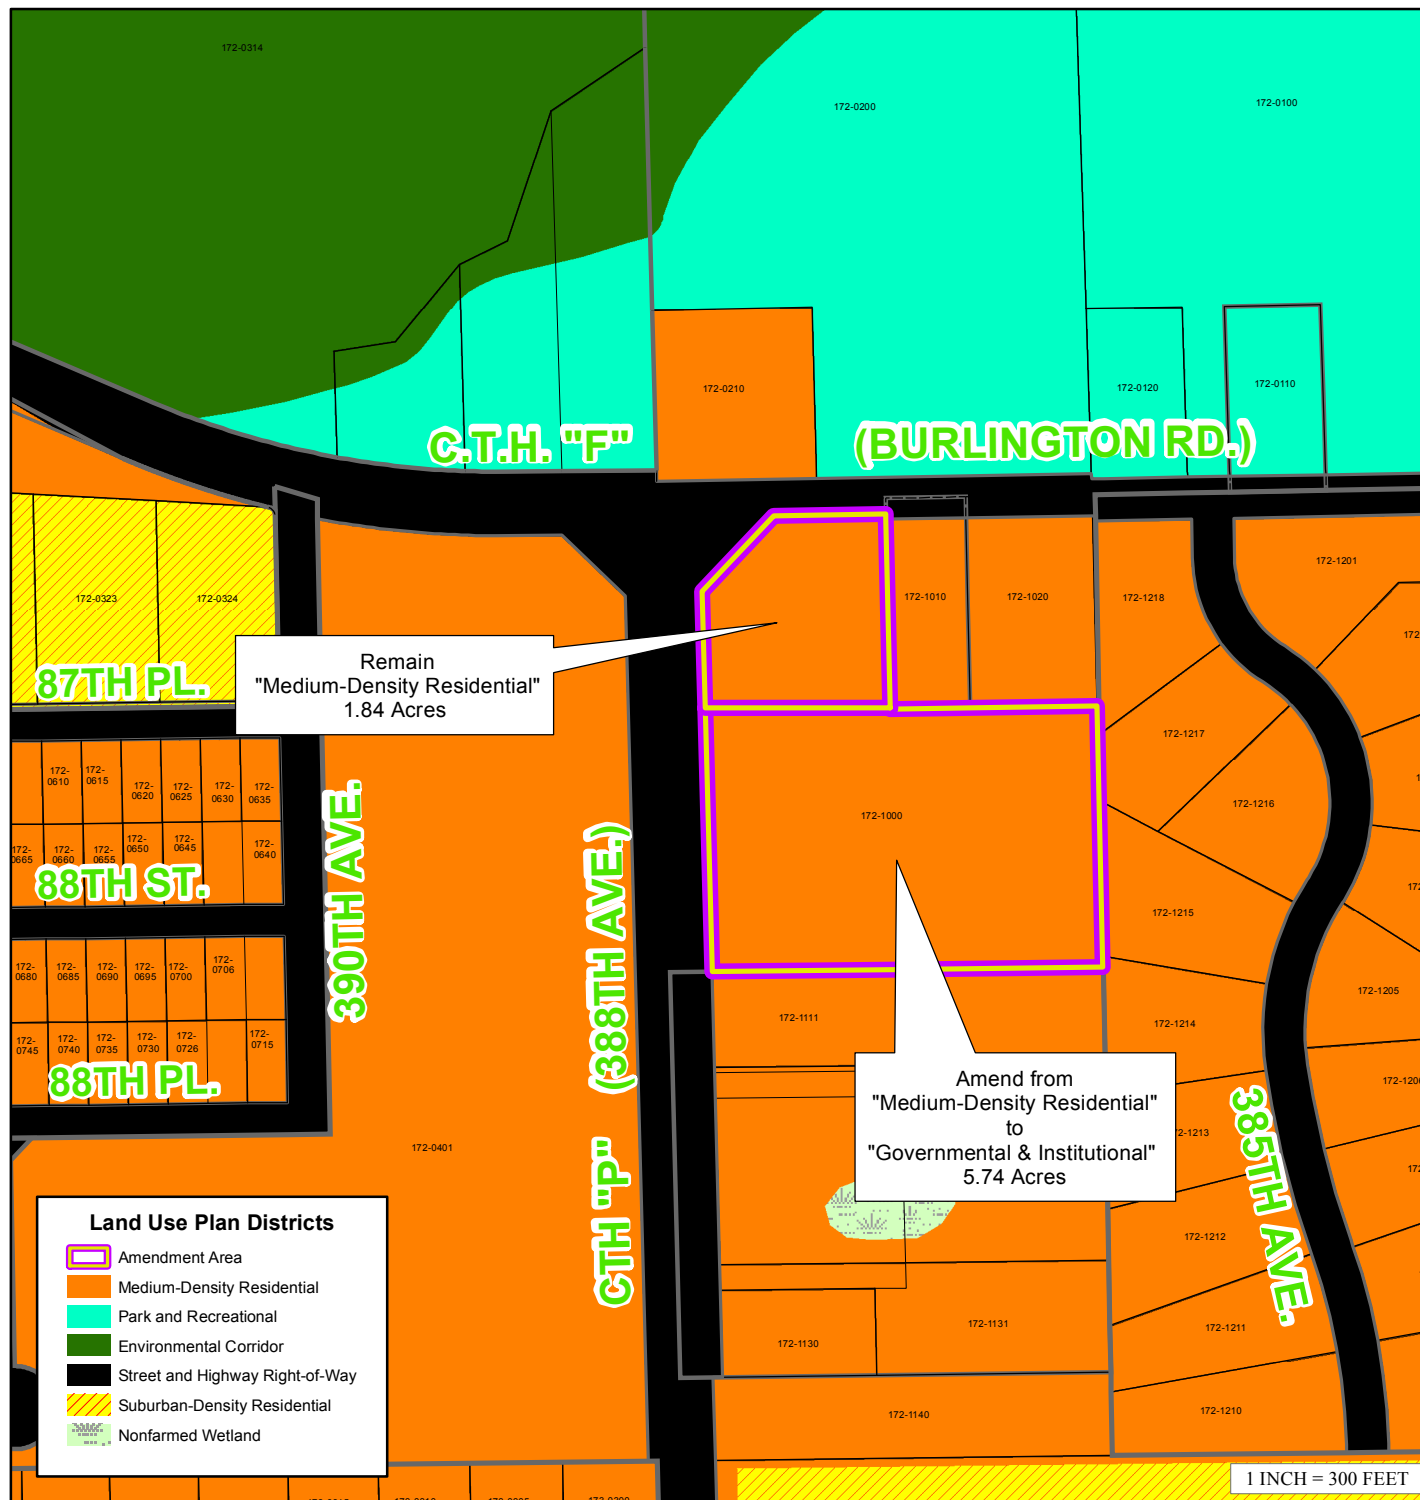 172-0314
172-0200
172-0100
172-0210
172-0120
172-0110
C.T.H. "F"
(BURLINGTON RD.)
172-0323
172-0324
172-1010
172-1020
172-1218
172-1201
87TH PL.
Remain
"Medium-Density Residential"
1.84 Acres
172-1217
172-1216
172-
0610
172-
0615
172-
0620
172-
0625
172-
0630
172-
0635
172-1000
172-
0665
172-
0660
172-
0655
172-
0650
172-
0645
172-
0640
88TH ST.
390TH AVE.
(388TH AVE.)
172-1215
172-
0680
172-
0685
172-
0690
172-
0695
172-
0700
172-
0706
172-1205
172-1111
172-1214
172-
0745
172-
0740
172-
0735
172-
0730
172-
0726
172-
0715
88TH PL.
Amend from
"Medium-Density Residential"
to
"Governmental & Institutional"
5.74 Acres
172-1206
385TH AVE.
172-0401
CTH "P"
172-1213
172-1212
172-1211
172-1131
172-1130
172-1140
172-1210
Land Use Plan Districts
Amendment Area
Medium-Density Residential
Park and Recreational
Environmental Corridor
Street and Highway Right-of-Way
Suburban-Density Residential
Nonfarmed Wetland
1 INCH = 300 FEET